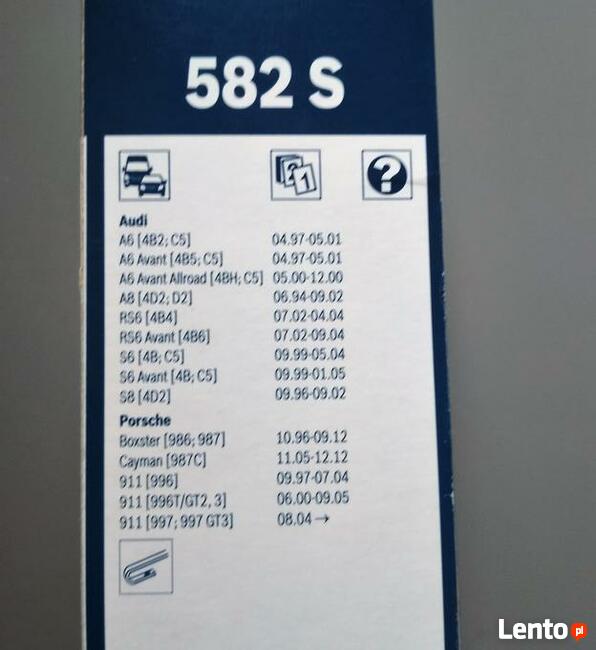 582 S
2 1 ?
Audi
A6 [4B2; C5] 04.97-05.01
A6 Avant [4B5; C5] 04.97-05.01
A6 Avant Allroad [4BH; C5] 05.00-12.00
A8 [4D2; D2] 06.94-09.02
RS6 [4B4] 07.02-04.04
RS6 Avant [4B6] 07.02-09.04
S6 [4B; C5] 09.99-05.04
S6 Avant [4B; C5] 09.99-01.05
S8 [4D2] 09.96-09.02
Porsche
Boxster [986; 987] 10.96-09.12
Cayman [987C] 11.05-12.12
911 [996] 09.97-07.04
911 [996T/GT2, 3] 06.00-09.05
911 [997; 997 GT3] 08.04 →
Lento pl